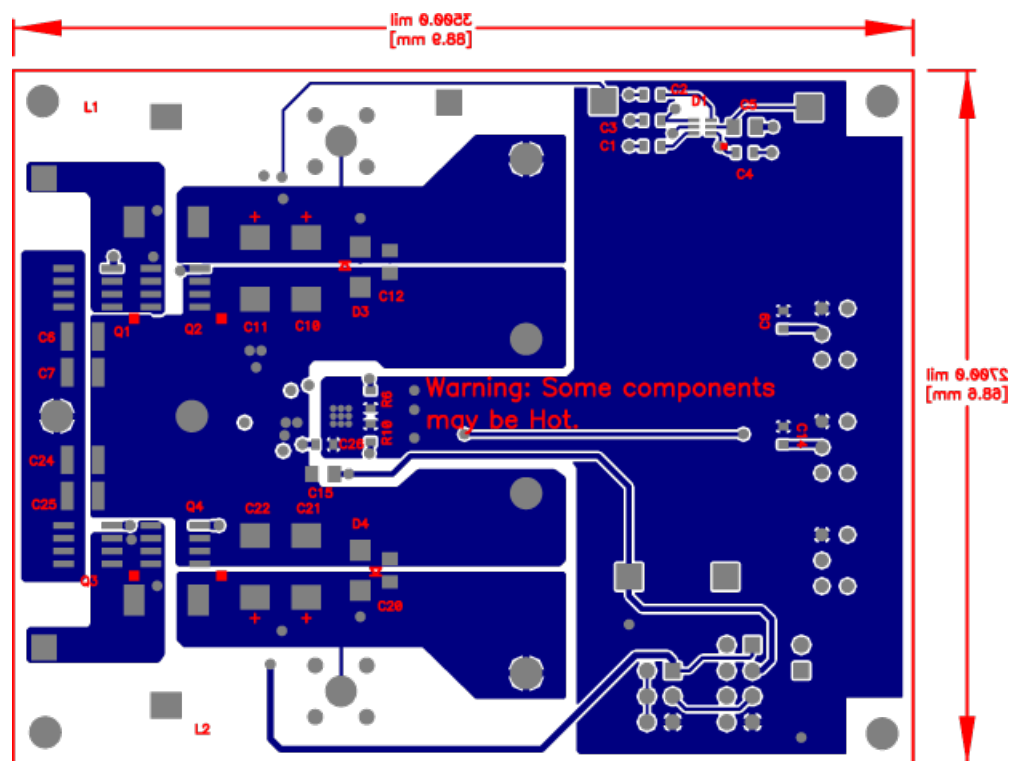 3500.0 mil
[88.9 mm]
L1
C2
D1
C5
C3
C1
C4
+ +
C12
D3
Q1
Q2
C11
C10
C6
C9
2700.0 mil
[68.6 mm]
C7
Warning: Some components
may be Hot.
R6
R10
C14
C26
C24
C15
C25
Q4
C22
C21
D4
Q3
C20
+ +
L2